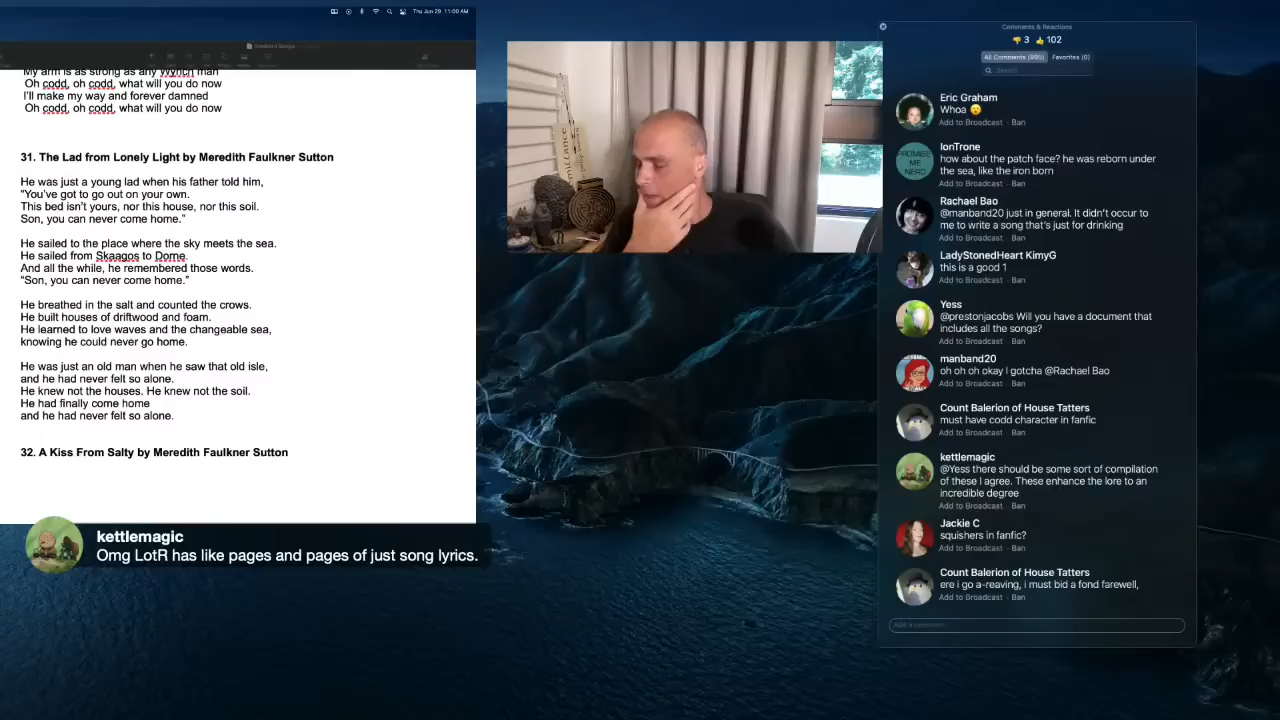 Thu Jun 29 11:00 AM
My arm is as strong as any Wynch man
Oh codd, oh codd, what will you do now
I'll make my way and forever damned
Oh codd, oh codd, what will you do now
31. The Lad from Lonely Light by Meredith Faulkner Sutton
He was just a young lad when his father told him,
“You've got to go out on your own.
This bed isn't yours, nor this house, nor this soil.
Son, you can never come home.”
He sailed to the place where the sky meets the sea.
He sailed from Skaagos to Dorne.
And all the while, he remembered those words.
“Son, you can never come home.”
He breathed in the salt and counted the crows.
He built houses of driftwood and foam.
He learned to love waves and the changeable sea,
knowing he could never go home.
He was just an old man when he saw that old isle,
and he had never felt so alone.
He knew not the houses. He knew not the soil.
He had finally come home
and he had never felt so alone.
32. A Kiss From Salty by Meredith Faulkner Sutton
kettlemagic
Omg LotR has like pages and pages of just song lyrics.
Comments & Reactions
👎 3 👍 102
All Comments (995) Favorites (0)
Search
Eric Graham
Whoa 😮
Add to Broadcast · Ban
PROMISE
ME
NERD
IonTrone
how about the patch face? he was reborn under
the sea, like the iron born
Add to Broadcast · Ban
Rachael Bao
@manband20 just in general. It didn't occur to
me to write a song that's just for drinking
Add to Broadcast · Ban
LadyStonedHeart KimyG
this is a good 1
Add to Broadcast · Ban
Yess
@prestonjacobs Will you have a document that
includes all the songs?
Add to Broadcast · Ban
manband20
oh oh oh okay I gotcha @Rachael Bao
Add to Broadcast · Ban
Count Balerion of House Tatters
must have codd character in fanfic
Add to Broadcast · Ban
kettlemagic
@Yess there should be some sort of compilation
of these I agree. These enhance the lore to an
incredible degree
Add to Broadcast · Ban
Jackie C
squishers in fanfic?
Add to Broadcast · Ban
Count Balerion of House Tatters
ere i go a-reaving, i must bid a fond farewell,
Add to Broadcast · Ban
Add a comment